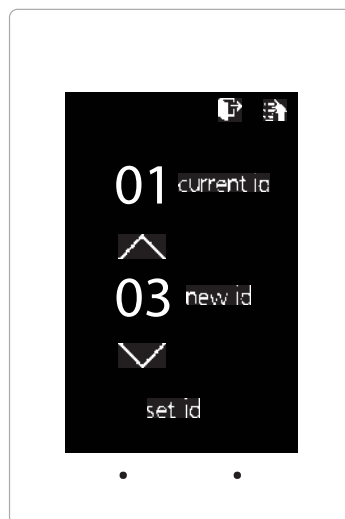 01 current id
03 new id
set id